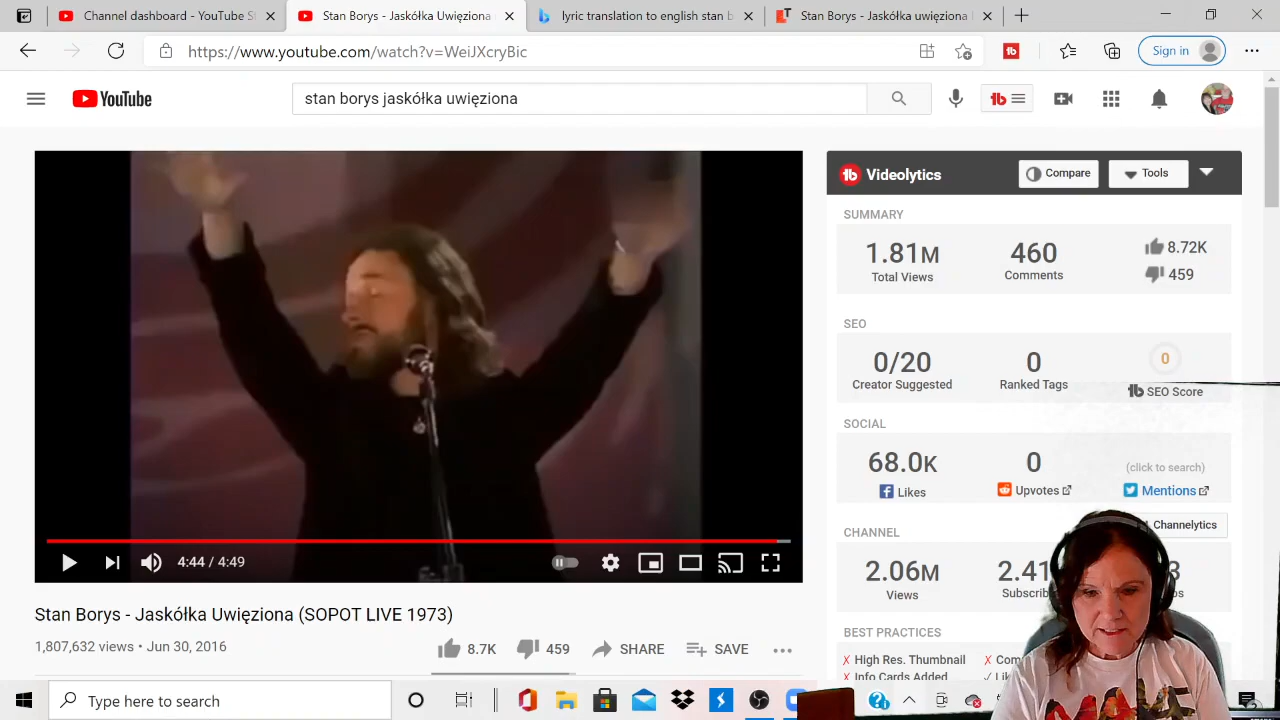 Channel dashboard - YouTube St
Stan Borys - Jaskółka Uwięziona
lyric translation to english stan b
Stan Borys - Jaskółka Uwięziona l
https://www.youtube.com/watch?v=WeiJXcryBic
Sign in
YouTube
stan borys jaskółka uwięziona
Videolytics
Compare
Tools
SUMMARY
1.81M
Total Views
460
Comments
8.72K
459
SEO
0/20
Creator Suggested
0
Ranked Tags
0
SEO Score
SOCIAL
68.0K
Likes
0
Upvotes
(click to search)
Mentions
Channelytics
CHANNEL
2.06M
Views
2.41
Subscrib
BEST PRACTICES
X High Res. Thumbnail
X Com
X Info Cards Added
✓ Li
4:44 / 4:49
Stan Borys - Jaskółka Uwięziona (SOPOT LIVE 1973)
1,807,632 views • Jun 30, 2016
8.7K
459
SHARE
SAVE
Type here to search